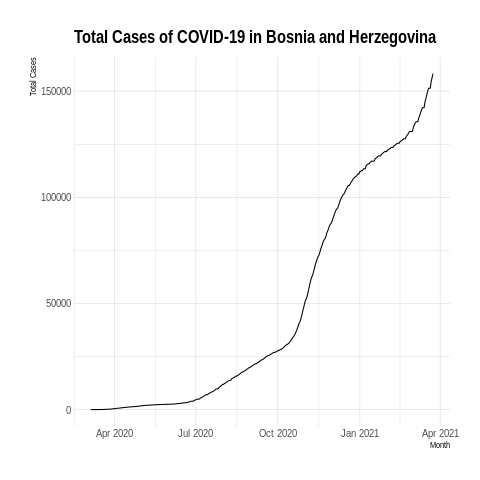 Total Cases of COVID-19 in Bosnia and Herzegovina
Total Cases
150000
100000
50000
0
Apr 2020 Jul 2020 Oct 2020 Jan 2021 Apr 2021
Month